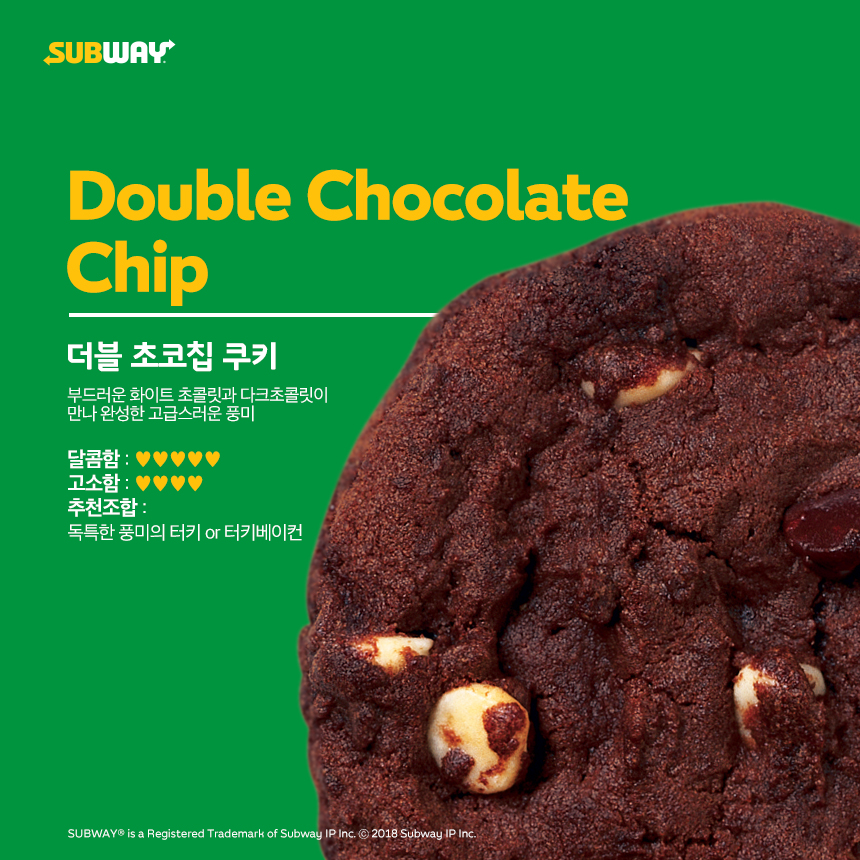 SUBWAY
Double Chocolate
Chip
더블 초코칩 쿠키
부드러운 화이트 초콜릿과 다크초콜릿이
만나 완성한 고급스러운 풍미
달콤함 : ♥♥♥♥♥
고소함 : ♥♥♥♥
추천조합 :
독특한 풍미의 터키 or 터키베이컨
SUBWAY® is a Registered Trademark of Subway IP Inc. © 2018 Subway IP Inc.